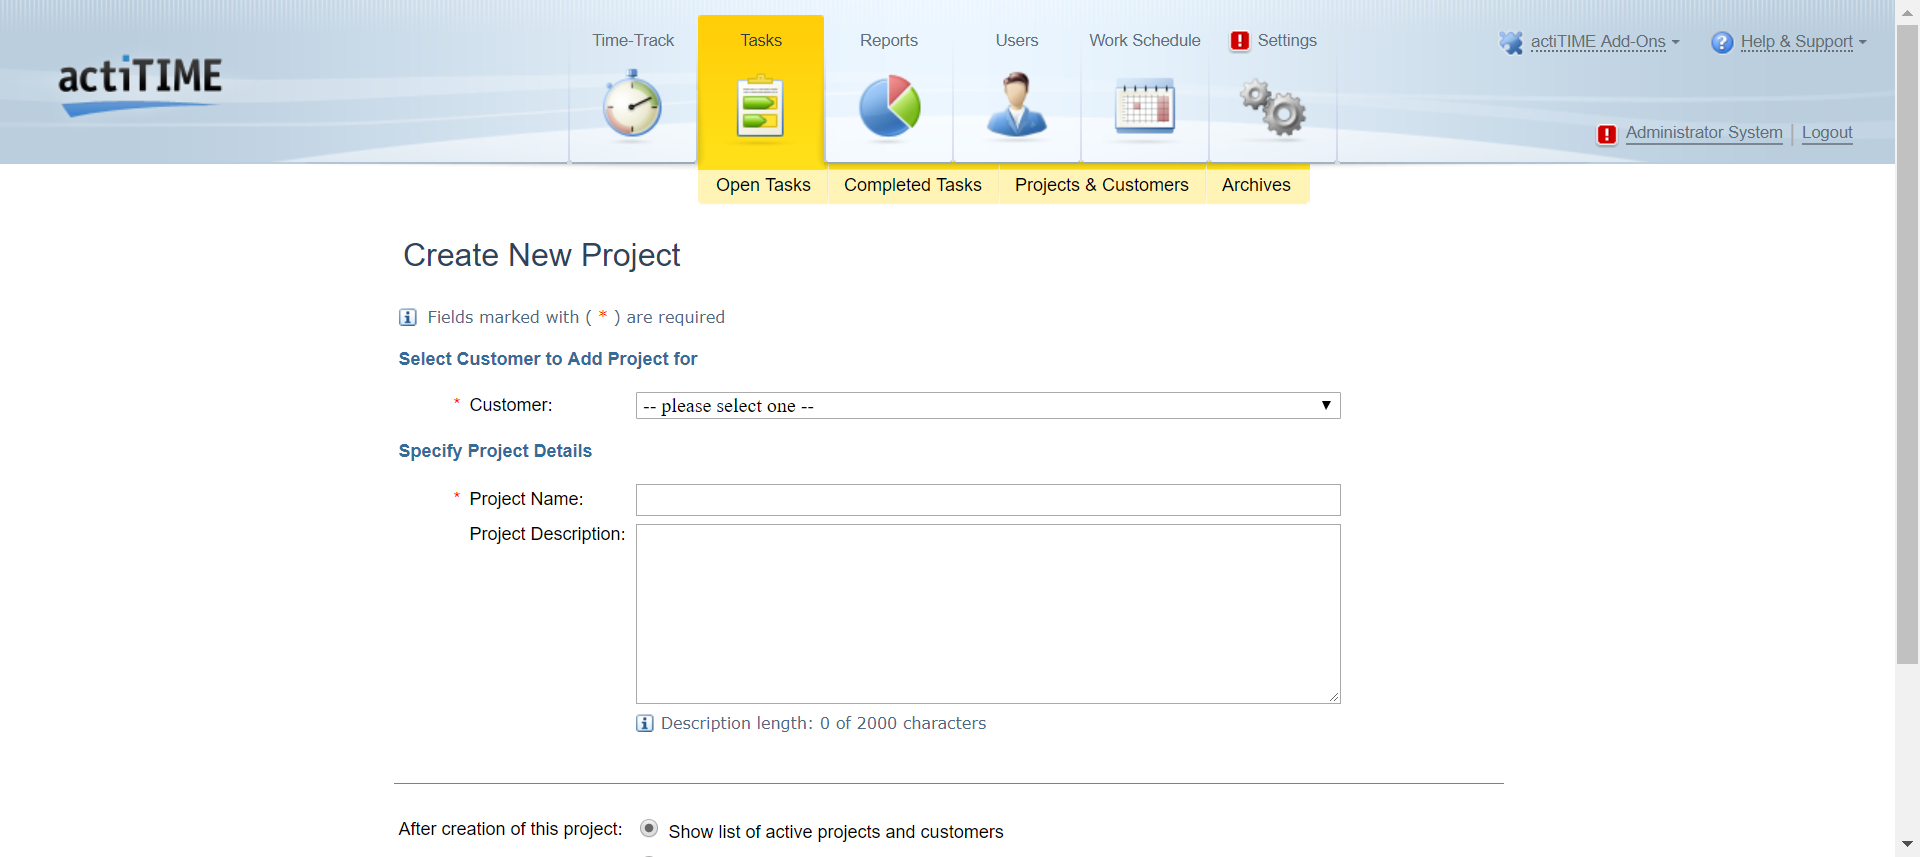 Time-Track
Tasks
Reports
Users
Work Schedule
Settings
actiTIME Add-Ons
Help & Support
actiTIME
Administrator System
Logout
Open Tasks
Completed Tasks
Projects & Customers
Archives
Create New Project
Fields marked with ( * ) are required
Select Customer to Add Project for
* Customer:
-- please select one --
Specify Project Details
* Project Name:
Project Description:
Description length: 0 of 2000 characters
After creation of this project:
Show list of active projects and customers